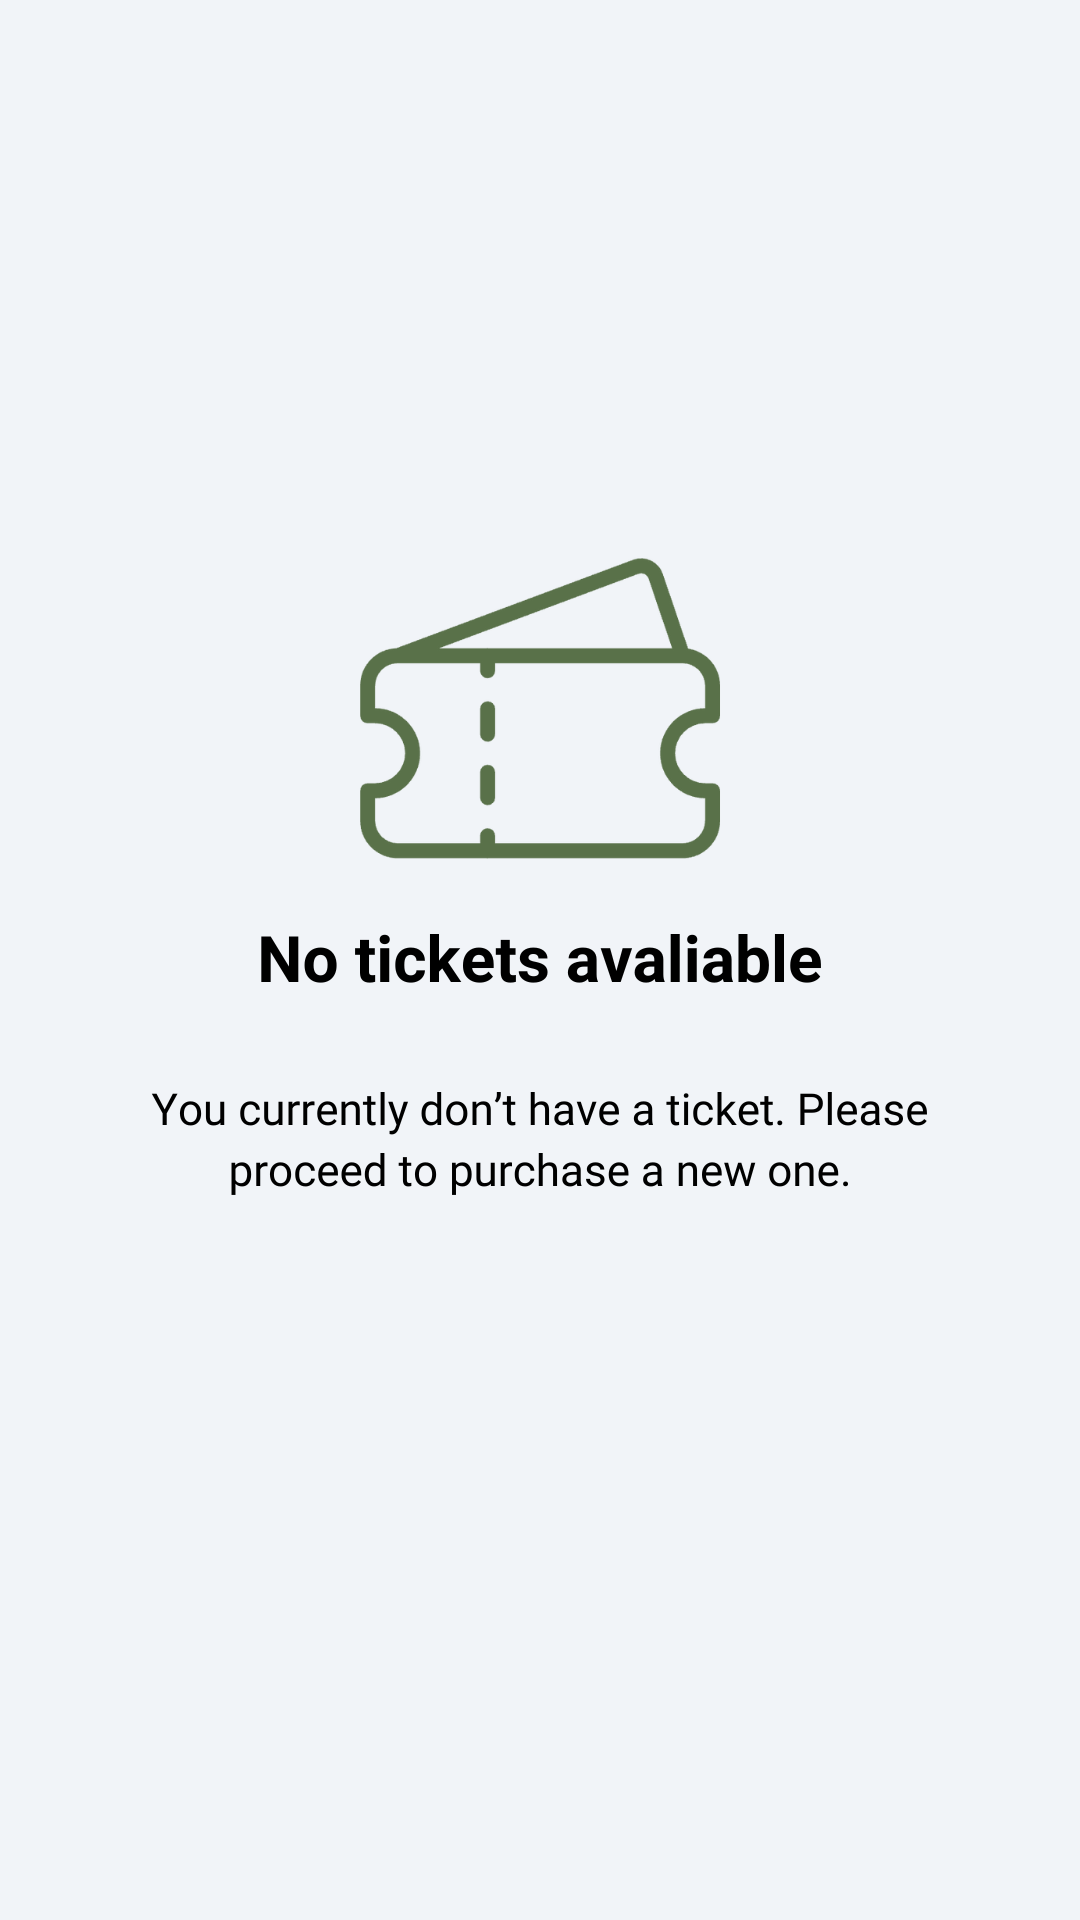 No tickets avaliable
You currently don’t have a ticket. Please
proceed to purchase a new one.